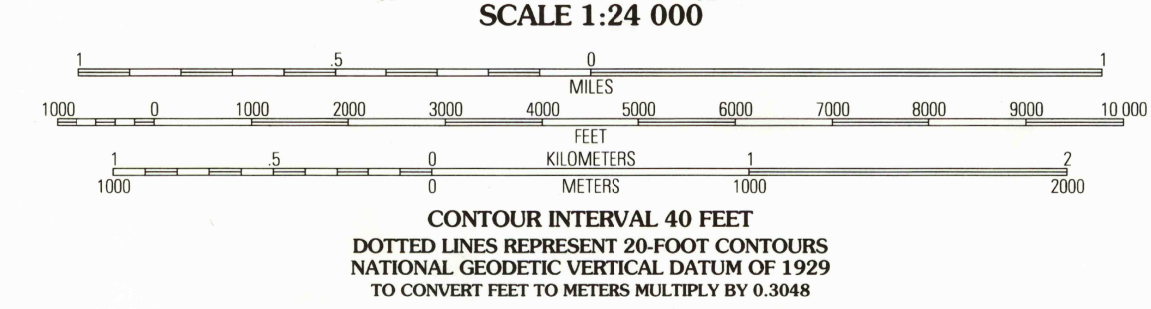 SCALE 1:24 000
1 .5 0 1
MILES
1000 0 1000 2000 3000 4000 5000 6000 7000 8000 9000 10 000
FEET
1 .5 0 KILOMETERS 1 2
1000 0 METERS 1000 2000
CONTOUR INTERVAL 40 FEET
DOTTED LINES REPRESENT 20-FOOT CONTOURS
NATIONAL GEODETIC VERTICAL DATUM OF 1929
TO CONVERT FEET TO METERS MULTIPLY BY 0.3048